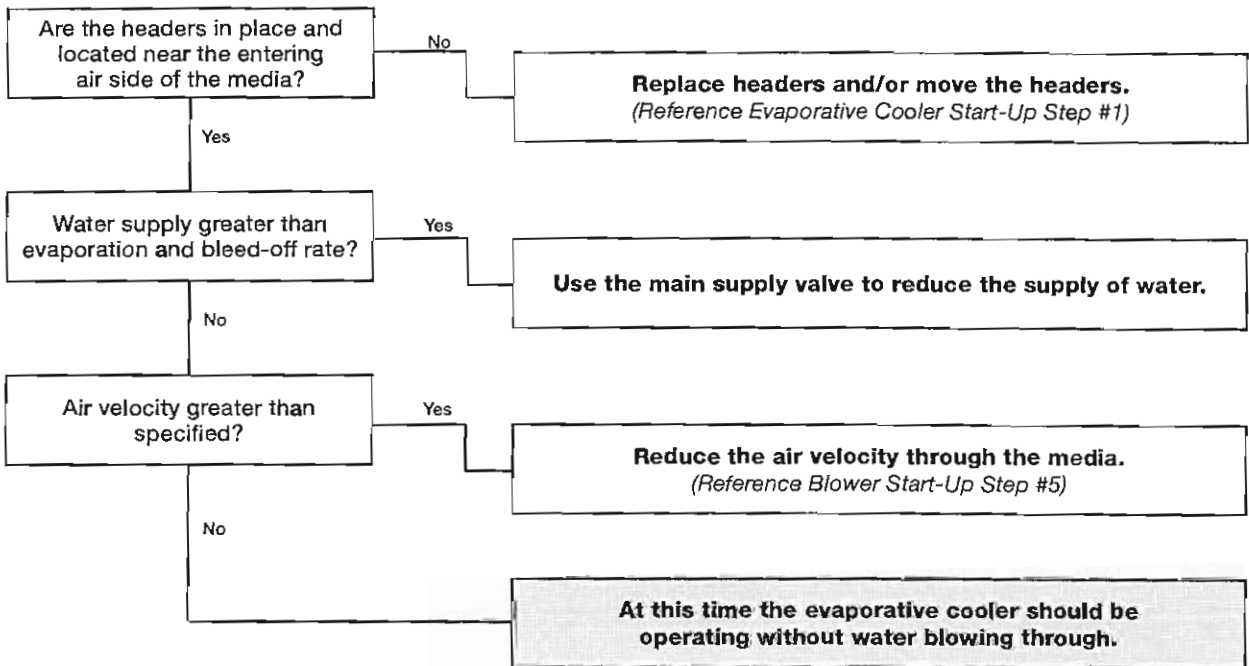 Are the headers in place and
located near the entering
air side of the media?
No
Replace headers and/or move the headers.
(Reference Evaporative Cooler Start-Up Step #1)
Yes
Water supply greater than
evaporation and bleed-off rate?
Yes
Use the main supply valve to reduce the supply of water.
No
Air velocity greater than
specified?
Yes
Reduce the air velocity through the media.
(Reference Blower Start-Up Step #5)
No
At this time the evaporative cooler should be
operating without water blowing through.